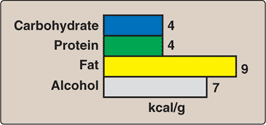 Carbohydrate 4
Protein 4
Fat 9
Alcohol 7
kcal/g